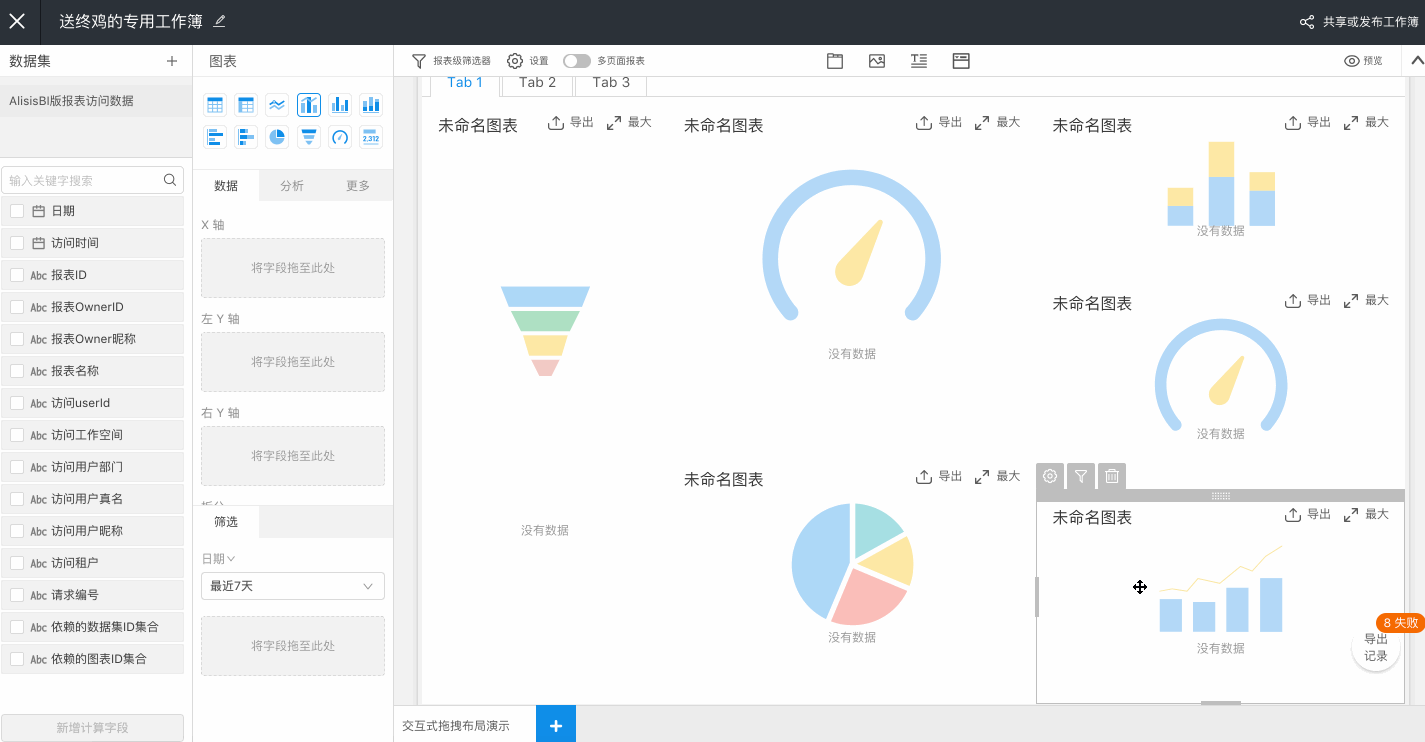 送终鸡的专用工作簿
共享或发布工作簿
数据集
AlisisBI版报表访问数据
输入关键字搜索
日期
访问时间
Abc 报表ID
Abc 报表OwnerID
Abc 报表Owner昵称
Abc 报表名称
Abc 访问userId
Abc 访问工作空间
Abc 访问用户部门
Abc 访问用户真名
Abc 访问用户昵称
Abc 访问租户
Abc 请求编号
Abc 依赖的数据集ID集合
Abc 依赖的图表ID集合
新增计算字段
图表
2,312
数据 分析 更多
X 轴
将字段拖至此处
左 Y 轴
将字段拖至此处
右 Y 轴
将字段拖至此处
筛选
日期
最近7天
将字段拖至此处
报表级筛选器 设置 多页面报表
预览
Tab 1 Tab 2 Tab 3
未命名图表 导出 最大
没有数据
未命名图表 导出 最大
没有数据
未命名图表 导出 最大
没有数据
未命名图表 导出 最大
没有数据
未命名图表 导出 最大
没有数据
未命名图表 导出 最大
没有数据
8 失败
导出
记录
交互式拖拽布局演示